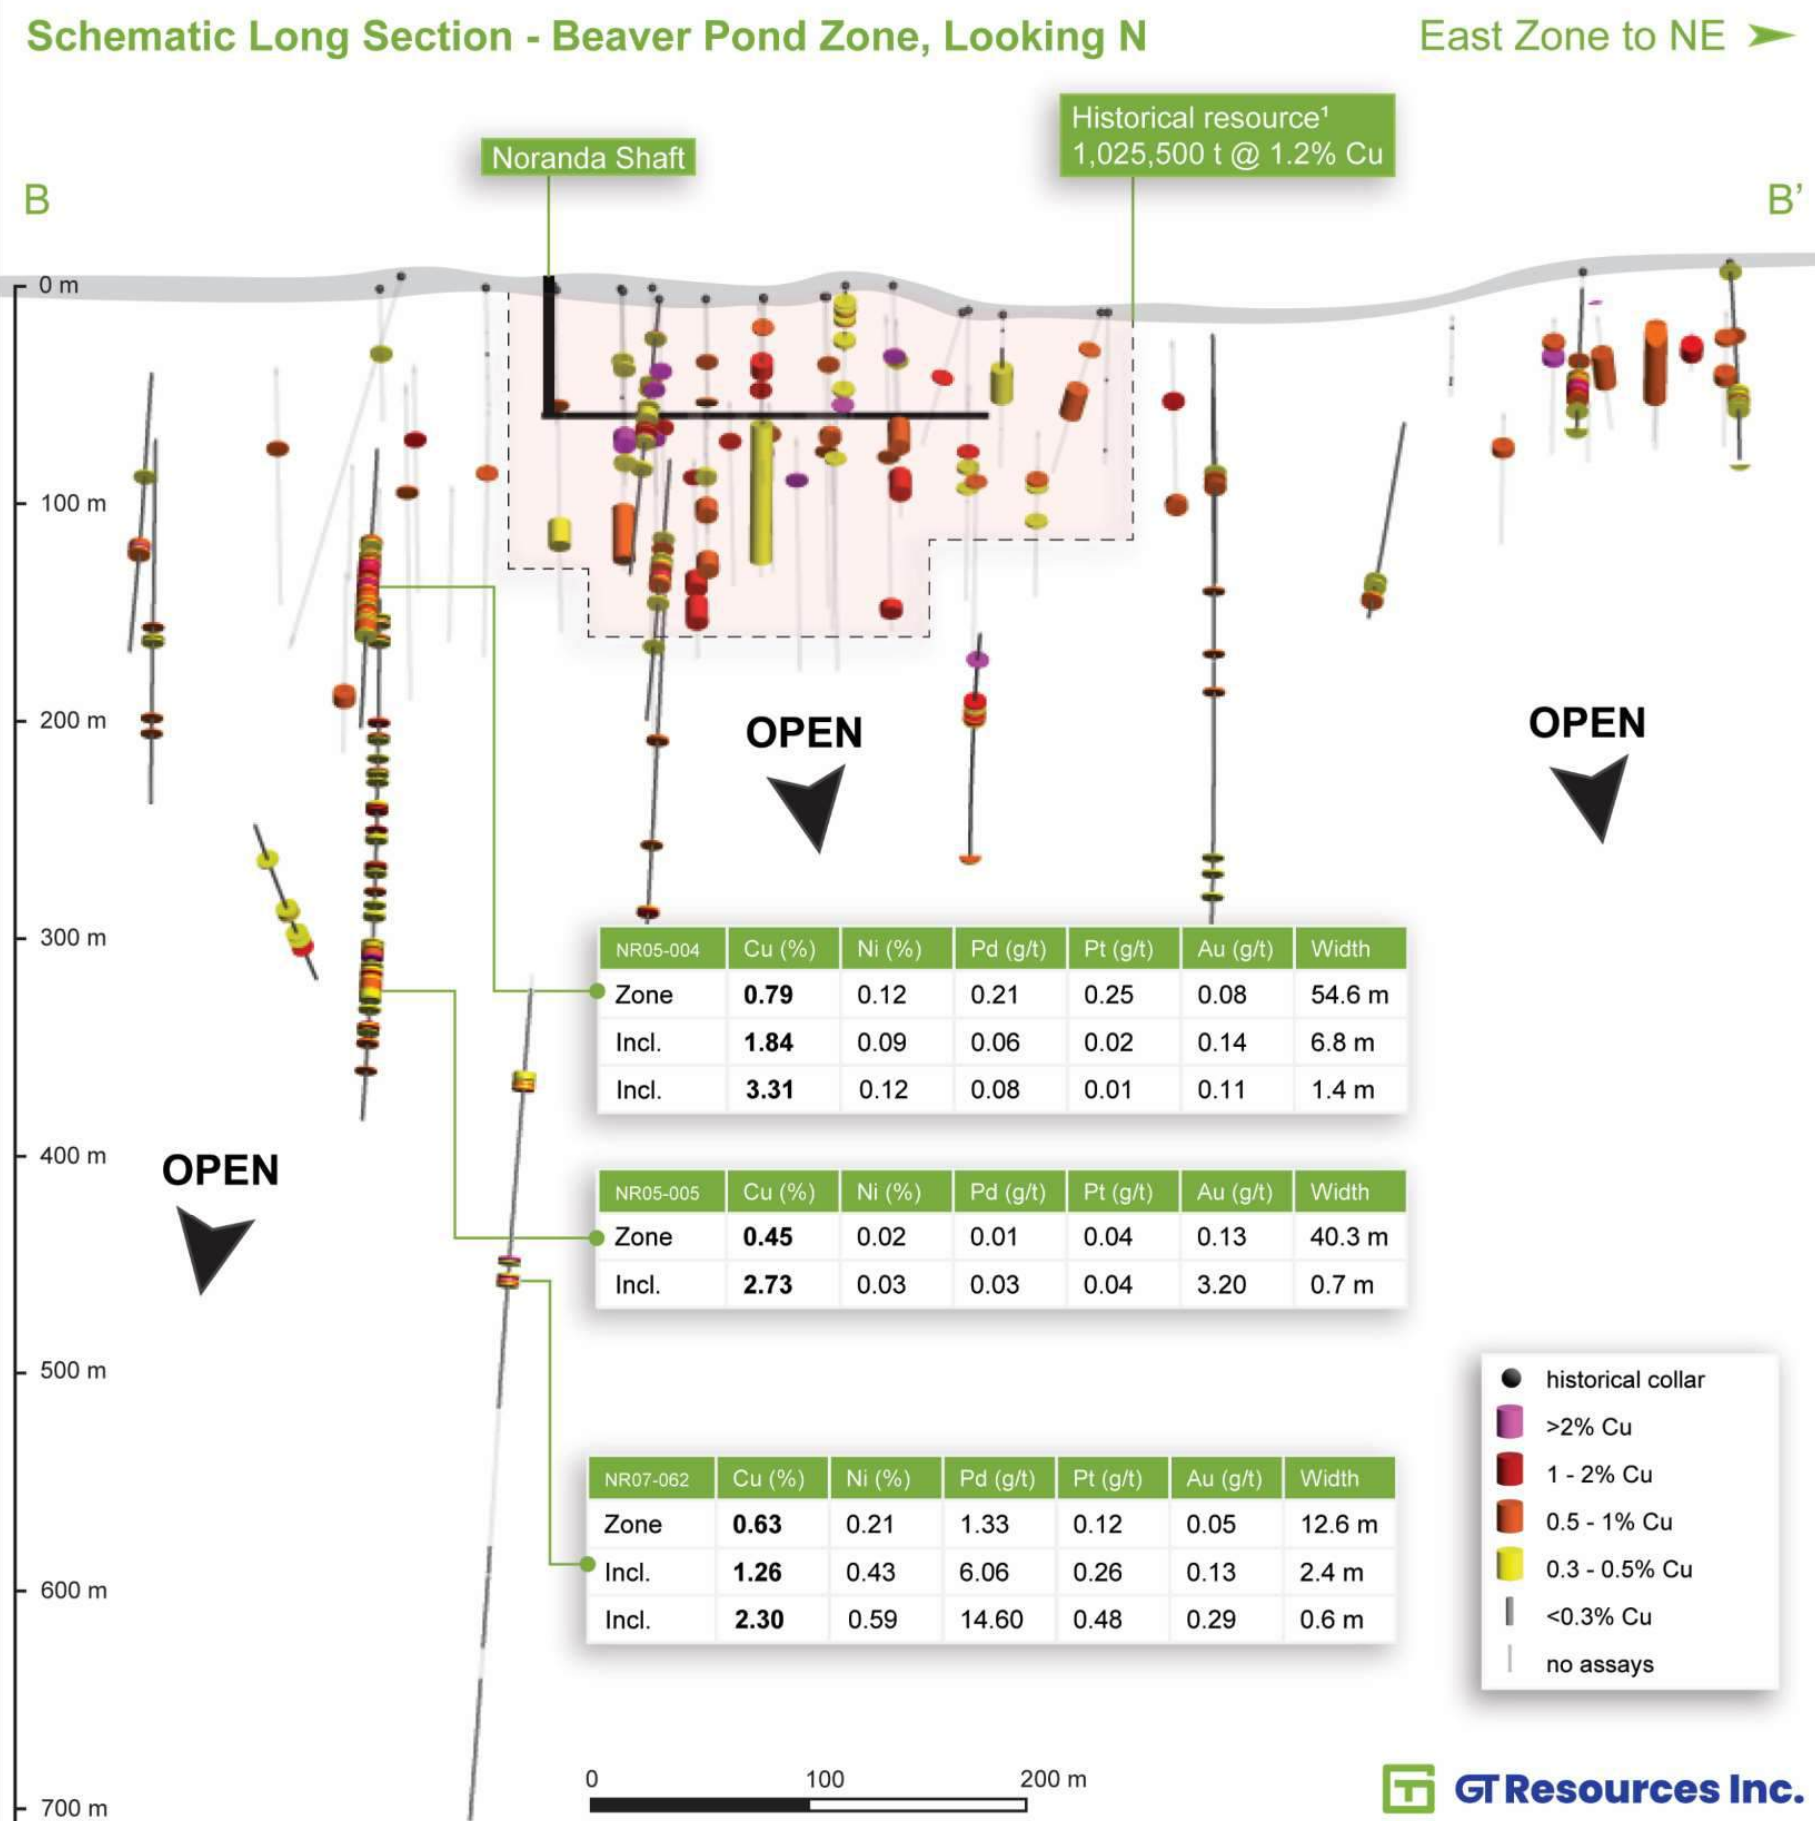 Schematic Long Section - Beaver Pond Zone, Looking N
East Zone to NE
Historical resource¹
1,025,500 t @ 1.2% Cu
Noranda Shaft
B
B’
0 m
100 m
200 m
300 m
400 m
500 m
600 m
700 m
OPEN
OPEN
OPEN
NR05-004 Cu (%) Ni (%) Pd (g/t) Pt (g/t) Au (g/t) Width
Zone 0.79 0.12 0.21 0.25 0.08 54.6 m
Incl. 1.84 0.09 0.06 0.02 0.14 6.8 m
Incl. 3.31 0.12 0.08 0.01 0.11 1.4 m
NR05-005 Cu (%) Ni (%) Pd (g/t) Pt (g/t) Au (g/t) Width
Zone 0.45 0.02 0.01 0.04 0.13 40.3 m
Incl. 2.73 0.03 0.03 0.04 3.20 0.7 m
NR07-062 Cu (%) Ni (%) Pd (g/t) Pt (g/t) Au (g/t) Width
Zone 0.63 0.21 1.33 0.12 0.05 12.6 m
Incl. 1.26 0.43 6.06 0.26 0.13 2.4 m
Incl. 2.30 0.59 14.60 0.48 0.29 0.6 m
historical collar
>2% Cu
1 - 2% Cu
0.5 - 1% Cu
0.3 - 0.5% Cu
<0.3% Cu
no assays
0 100 200 m
GT Resources Inc.